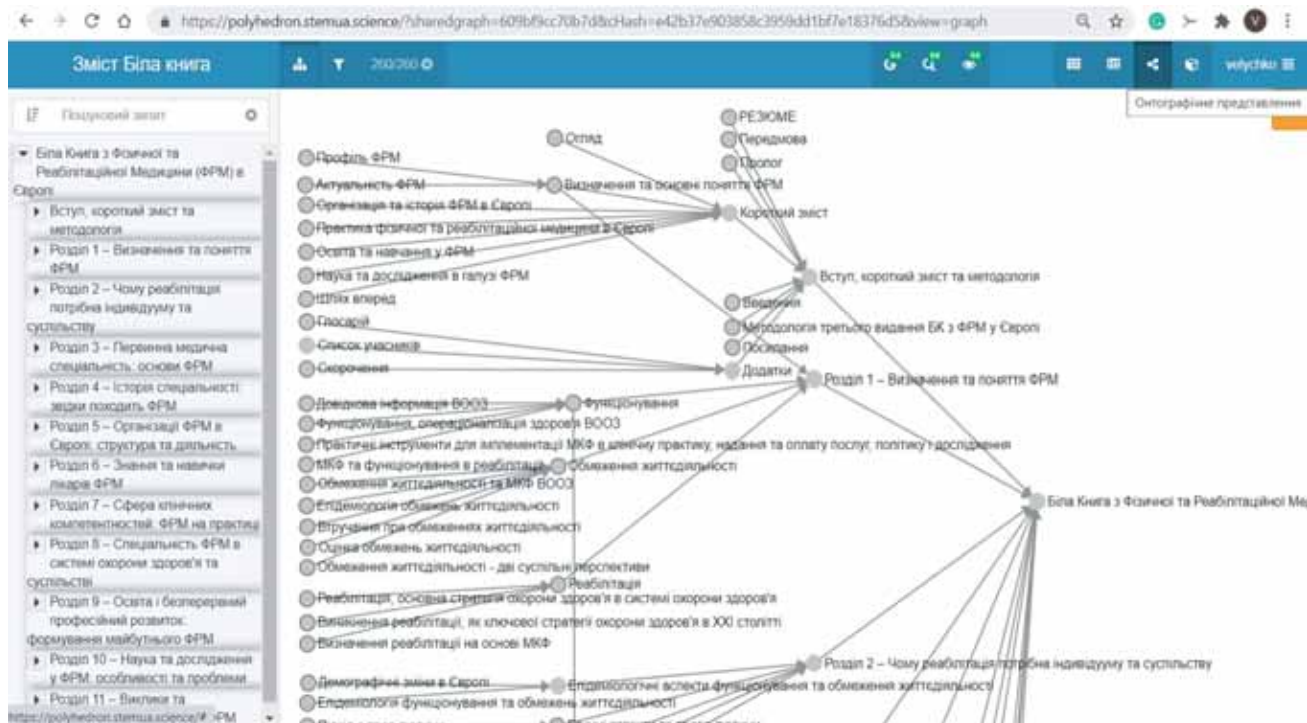 https://polyhedron.stemua.science/?sharedgraph=609bf9cc70b7d&cHash=e42b37e903858c3959dd1bf7e18376d5&view=graph
Зміст Біла книга
260/260
velychko
Онтографічне представлення
Пошуковий запит
Біла Книга з Фізичної та
Реабілітаційної Медицини (ФРМ) в
Європі
Вступ, короткий зміст та
методологія
Розділ 1 – Визначення та поняття
ФРМ
Розділ 2 – Чому реабілітація
потрібна індивідууму та
суспільству
Розділ 3 – Первинна медична
спеціальність: основи ФРМ
Розділ 4 – Історія спеціальності:
звідки походить ФРМ
Розділ 5 – Організації ФРМ в
Європі: структура та діяльність
Розділ 6 – Знання та навички
лікарів ФРМ
Розділ 7 – Сфера клінічних
компетентностей: ФРМ на практиці
Розділ 8 – Спеціальність ФРМ в
системі охорони здоров'я та
суспільстві
Розділ 9 – Освіта і безперервний
професійний розвиток:
формування майбутнього ФРМ
Розділ 10 – Наука та дослідження
у ФРМ: особливості та проблеми
Розділ 11 – Виклики та
https://polyhedron.stemua.science/#
ФРМ
РЕЗЮМЕ
Огляд
Передмова
Профіль ФРМ
Пролог
Актуальність ФРМ
Визначення та основні поняття ФРМ
Організація та історія ФРМ в Європі
Короткий зміст
Практика фізичної та реабілітаційної медицини в Європі
Освіта та навчання у ФРМ
Наука та дослідження в галузі ФРМ
Вступ, короткий зміст та методологія
Шлях вперед
Введення
Глосарій
Методологія третього видання БК з ФРМ у Європі
Список учасників
Посилання
Скорочення
Додатки
Розділ 1 – Визначення та поняття ФРМ
Довідкова інформація ВООЗ
Функціонування
Функціонування, операціоналізація здоров'я ВООЗ
Практичні інструменти для імплементації МКФ в клінічну практику, надання та оплату послуг, політику і дослідження
МКФ та функціонування в реабілітації
Обмеження життєдіяльності
Обмеження життєдіяльності та МКФ ВООЗ
Епідеміологія обмежень життєдіяльності
Біла Книга з Фізичної та Реабілітаційної Ме
Втручання при обмеженнях життєдіяльності
Оцінка обмежень життєдіяльності
Обмеження життєдіяльності - дві суспільні перспективи
Реабілітація
Реабілітація, основна стратегія охорони здоров'я в системі охорони здоров'я
Виникнення реабілітації, як ключової стратегії охорони здоров'я в XXI столітті
Визначення реабілітації на основі МКФ
Розділ 2 – Чому реабілітація потрібна індивідууму та суспільству
Демографічні зміни в Європі
Епідеміологічні аспекти функціонування та обмеження життєдіяльності
Епідеміологія функціонування та обмежень життєдіяльності